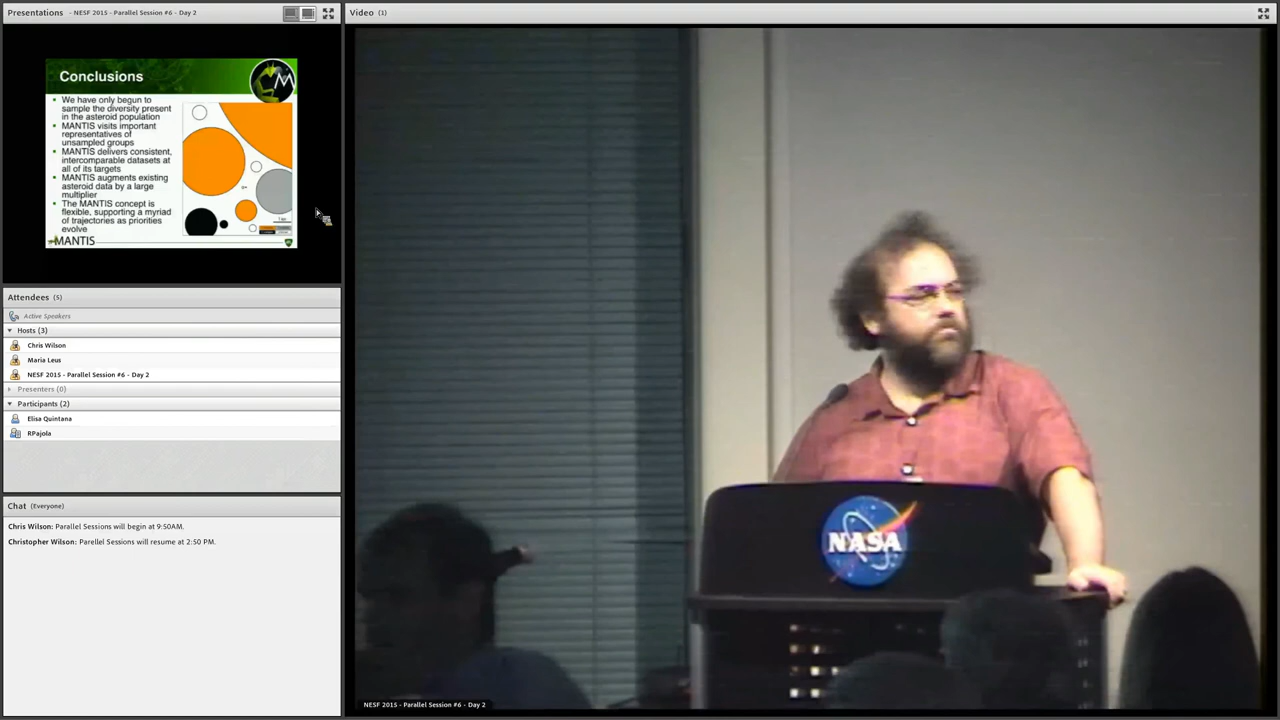 Presentations - NESF 2015 - Parallel Session #6 - Day 2
Conclusions
M
• We have only begun to
sample the diversity present
in the asteroid population
• MANTIS visits important
representatives of
unsampled groups
• MANTIS delivers consistent,
intercomparable datasets at
all of its targets
• MANTIS augments existing
asteroid data by a large
multiplier
• The MANTIS concept is
flexible, supporting a myriad
of trajectories as priorities
evolve
MANTIS
Attendees (5)
Active Speakers
Hosts (3)
Chris Wilson
Maria Leus
NESF 2015 - Parallel Session #6 - Day 2
Presenters (0)
Participants (2)
Elisa Quintana
RPajola
Chat (Everyone)
Chris Wilson: Parallel Sessions will begin at 9:50AM.
Christopher Wilson: Parellel Sessions will resume at 2:50 PM.
Video (1)
NASA
NESF 2015 - Parallel Session #6 - Day 2